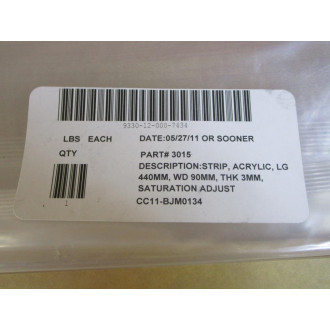 9330-12-000-7434
LBS EACH DATE:05/27/11 OR SOONER
QTY PART# 3015
DESCRIPTION:STRIP, ACRYLIC, LG
440MM, WD 90MM, THK 3MM,
SATURATION ADJUST
1 CC11-BJM0134